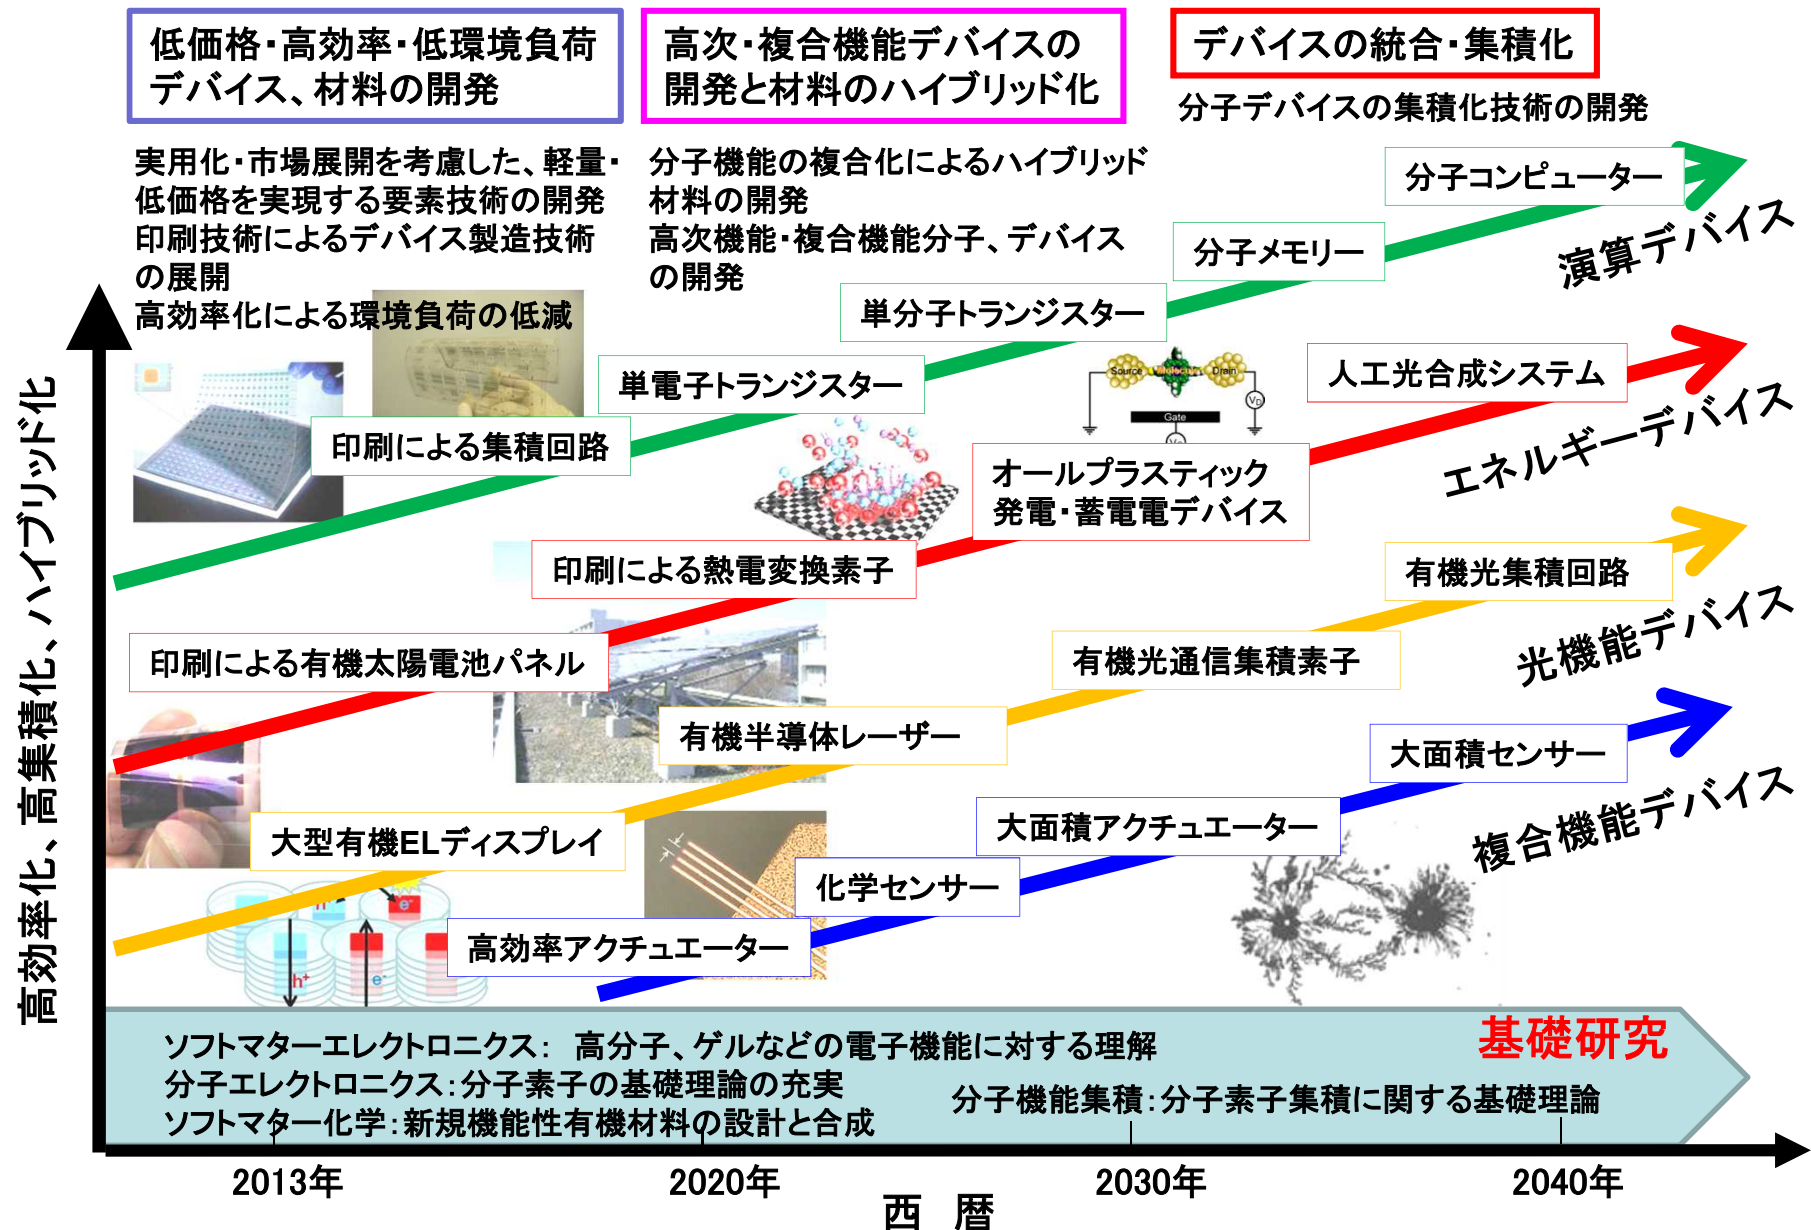 低価格・高効率・低環境負荷
デバイス、材料の開発
高次・複合機能デバイスの
開発と材料のハイブリッド化
デバイスの統合・集積化
分子デバイスの集積化技術の開発
実用化・市場展開を考慮した、軽量・
低価格を実現する要素技術の開発
印刷技術によるデバイス製造技術
の展開
高効率化による環境負荷の低減
分子機能の複合化によるハイブリッド
材料の開発
高次機能・複合機能分子、デバイス
の開発
分子コンピューター
分子メモリー
単分子トランジスター
単電子トランジスター
印刷による集積回路
演算デバイス
Source
Molecule
Drain
VD
Gate
人工光合成システム
オールプラスティック
発電・蓄電電デバイス
印刷による熱電変換素子
印刷による有機太陽電池パネル
エネルギーデバイス
有機光集積回路
有機光通信集積素子
有機半導体レーザー
大型有機ELディスプレイ
光機能デバイス
大面積センサー
大面積アクチュエーター
化学センサー
高効率アクチュエーター
複合機能デバイス
h+
e-
h+
e-
高効率化、高集積化、ハイブリッド化
基礎研究
ソフトマターエレクトロニクス： 高分子、ゲルなどの電子機能に対する理解
分子エレクトロニクス：分子素子の基礎理論の充実
ソフトマター化学：新規機能性有機材料の設計と合成
分子機能集積：分子素子集積に関する基礎理論
2013年
2020年
2030年
2040年
西　暦